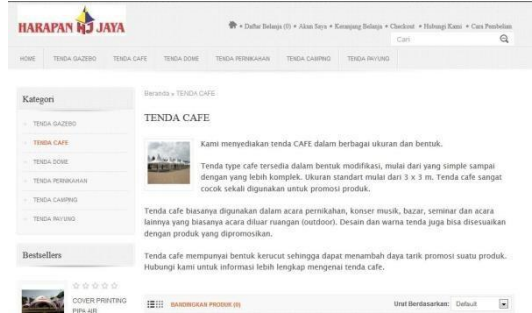 HARAPAN HJ JAYA
• Daftar Belanja (0) • Akun Saya • Keranjang Belanja • Checkout • Hubungi Kami • Cara Pembelian
Cari
HOME TENDA GAZEBO TENDA CAFE TENDA DOME TENDA PERNIKAHAN TENDA CAMPING TENDA PAYUNG
Kategori
TENDA GAZEBO
TENDA CAFE
TENDA DOME
TENDA PERNIKAHAN
TENDA CAMPING
TENDA PAYUNG
Bestsellers
COVER PRINTING
PIPA AIR
Beranda » TENDA CAFE
TENDA CAFE
Kami menyediakan tenda CAFE dalam berbagai ukuran dan bentuk.
Tenda type cafe tersedia dalam bentuk modifikasi, mulai dari yang simple sampai
dengan yang lebih komplek. Ukuran standart mulai dari 3 x 3 m. Tenda cafe sangat
cocok sekali digunakan untuk promosi produk.
Tenda cafe biasanya digunakan dalam acara pernikahan, konser musik, bazar, seminar dan acara
lainnya yang biasanya acara diluar ruangan (outdoor). Desain dan warna tenda juga bisa disesuaikan
dengan produk yang dipromosikan.
Tenda cafe mempunyai bentuk kerucut sehingga dapat menambah daya tarik promosi suatu produk.
Hubungi kami untuk informasi lebih lengkap mengenai tenda cafe.
BANDINGKAN PRODUK (0) Urut Berdasarkan: Default